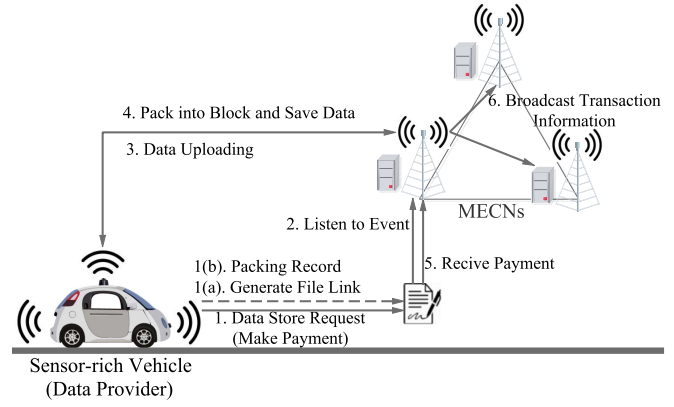 6. Broadcast Transaction
Information
4. Pack into Block and Save Data
3. Data Uploading
MECNs
2. Listen to Event
1(b). Packing Record
5. Recive Payment
1(a). Generate File Link
1. Data Store Request
(Make Payment)
Sensor-rich Vehicle
(Data Provider)